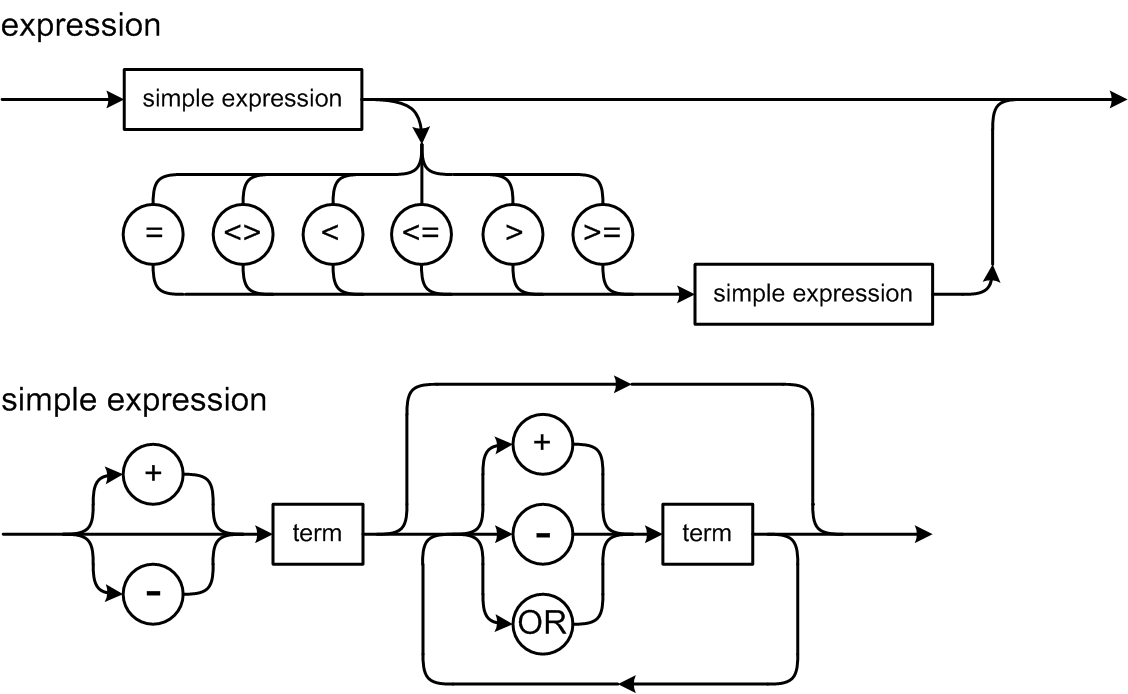 expression
simple expression
= <> < <= > >=
simple expression
simple expression
+
+
term - term
-
OR